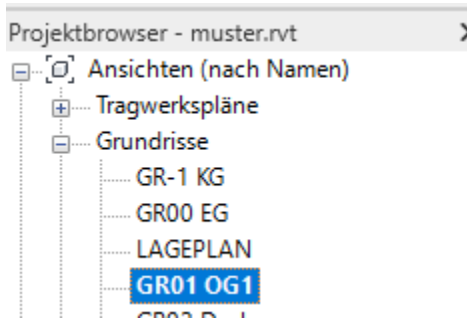 Projektbrowser - muster.rvt
Ansichten (nach Namen)
Tragwerkspläne
Grundrisse
GR-1 KG
GR00 EG
LAGEPLAN
GR01 OG1